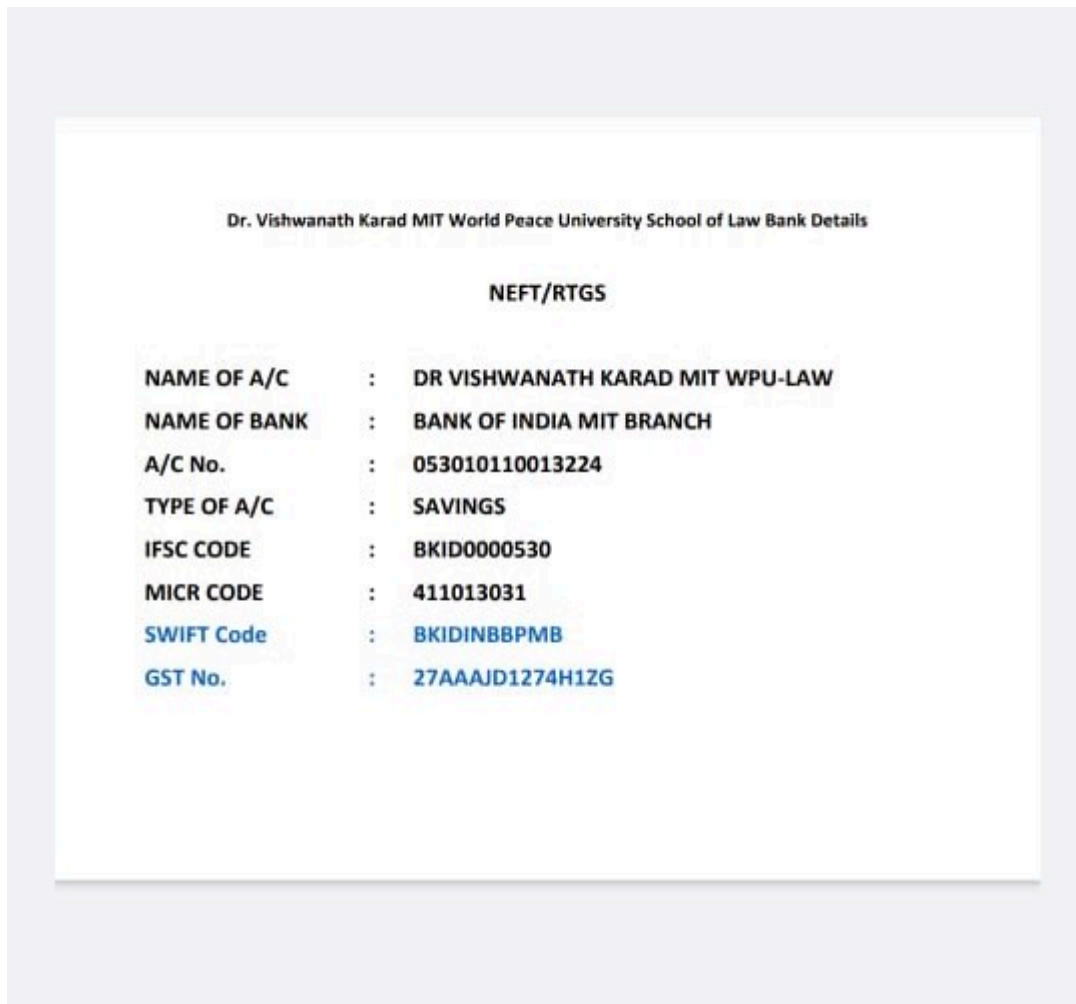 Dr. Vishwanath Karad MIT World Peace University School of Law Bank Details
NEFT/RTGS
NAME OF A/C : DR VISHWANATH KARAD MIT WPU-LAW
NAME OF BANK : BANK OF INDIA MIT BRANCH
A/C No. : 053010110013224
TYPE OF A/C : SAVINGS
IFSC CODE : BKID0000530
MICR CODE : 411013031
SWIFT Code : BKIDINBBPMB
GST No. : 27AAAJD1274H1ZG